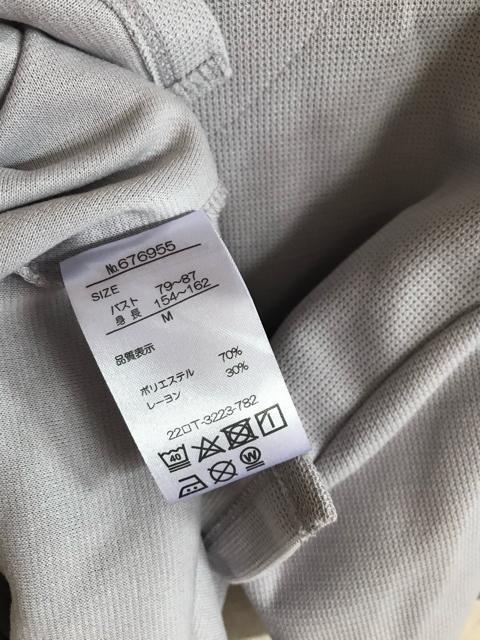 №676955
SIZE
バスト 79~87
身長 154~162
M
品質表示
ポリエステル 70%
レーヨン 30%
22ロT-3223-782
40
W